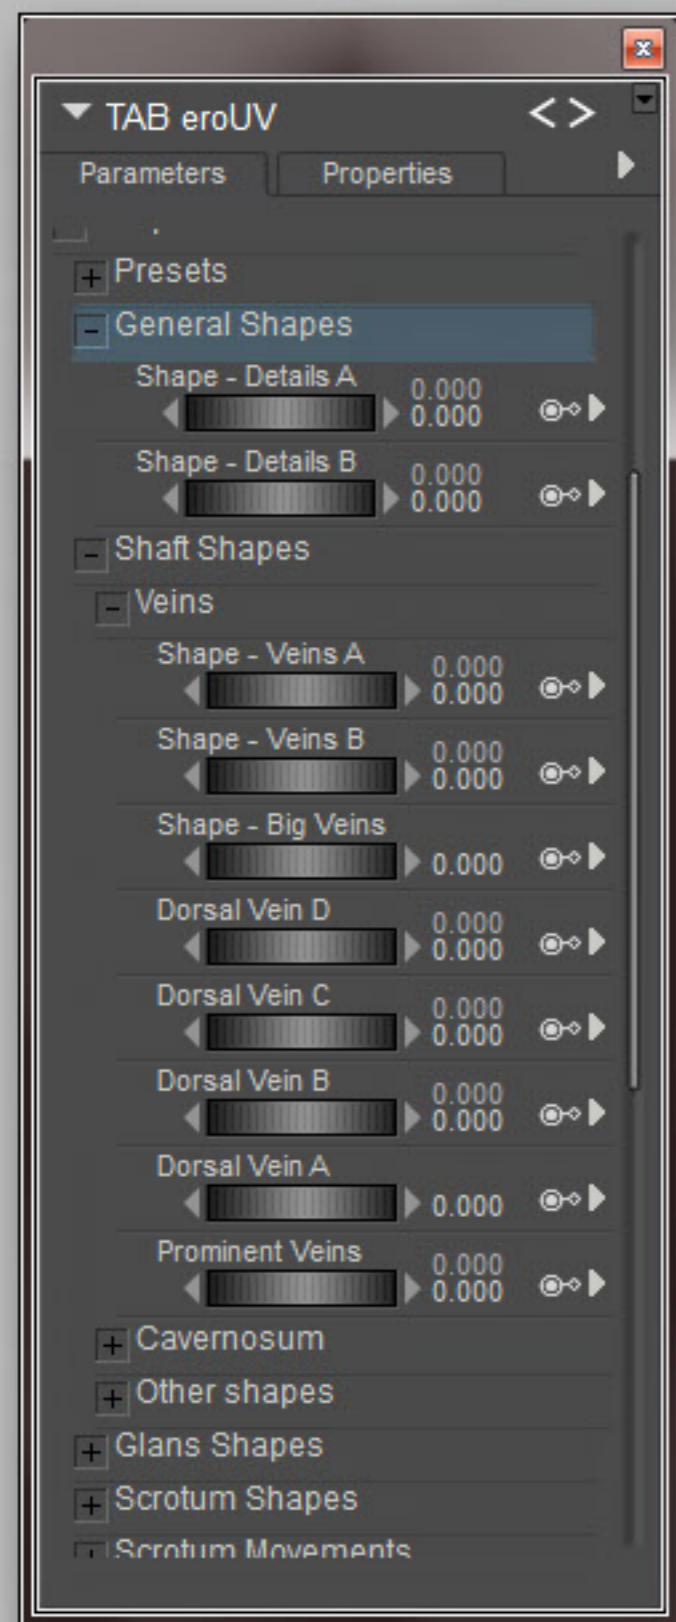 TAB eroUV
< >
Parameters Properties
+ Presets
- General Shapes
Shape - Details A
0.000
0.000
Shape - Details B
0.000
0.000
- Shaft Shapes
- Veins
Shape - Veins A
0.000
0.000
Shape - Veins B
0.000
0.000
Shape - Big Veins
0.000
Dorsal Vein D
0.000
0.000
Dorsal Vein C
0.000
0.000
Dorsal Vein B
0.000
0.000
Dorsal Vein A
0.000
Prominent Veins
0.000
0.000
+ Cavernosum
+ Other shapes
+ Glans Shapes
+ Scrotum Shapes
+ Scrotum Movements